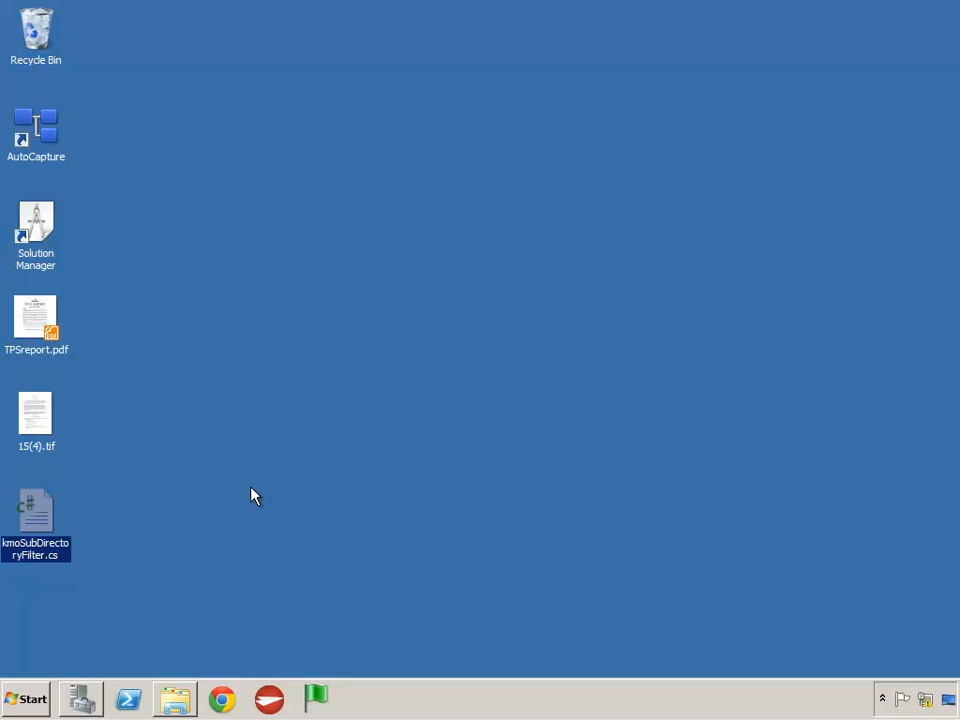 Recycle Bin
AutoCapture
Solution
Manager
TPSreport.pdf
15(4).tif
C#
kmoSubDirecto
ryFilter.cs
Start